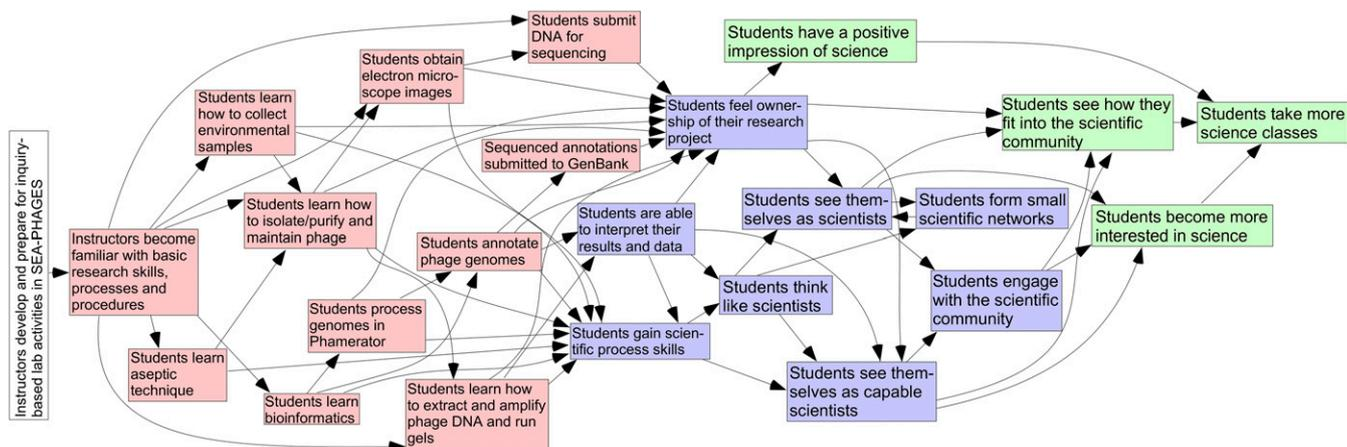 Instructors develop and prepare for inquiry-
based lab activities in SEA-PHAGES
Instructors become
familiar with basic
research skills,
processes and
procedures
Students learn
how to collect
environmental
samples
Students learn
aseptic
technique
Students learn how
to isolate/purify and
maintain phage
Students learn
bioinformatics
Students process
genomes in
Phamerator
Students obtain
electron micro-
scope images
Students annotate
phage genomes
Students learn how
to extract and amplify
phage DNA and run
gels
Students submit
DNA for
sequencing
Sequenced annotations
submitted to GenBank
Students are able
to interpret their
results and data
Students gain scien-
tific process skills
Students feel owner-
ship of their research
project
Students think
like scientists
Students see them-
selves as scientists
Students see them-
selves as capable
scientists
Students form small
scientific networks
Students engage
with the scientific
community
Students have a positive
impression of science
Students see how they
fit into the scientific
community
Students become more
interested in science
Students take more
science classes